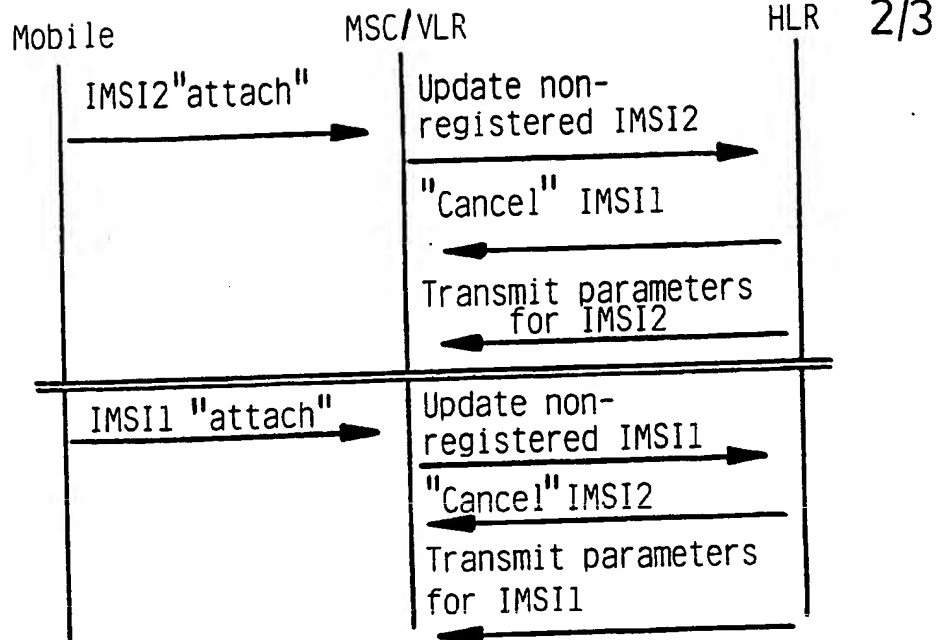 Mobile
MSC/VLR
HLR
2/3
IMSI2 "attach"
Update non-
registered IMSI2
"Cancel" IMSI1
Transmit parameters
for IMSI2
IMSI1 "attach"
Update non-
registered IMSI1
"Cancel" IMSI2
Transmit parameters
for IMSI1